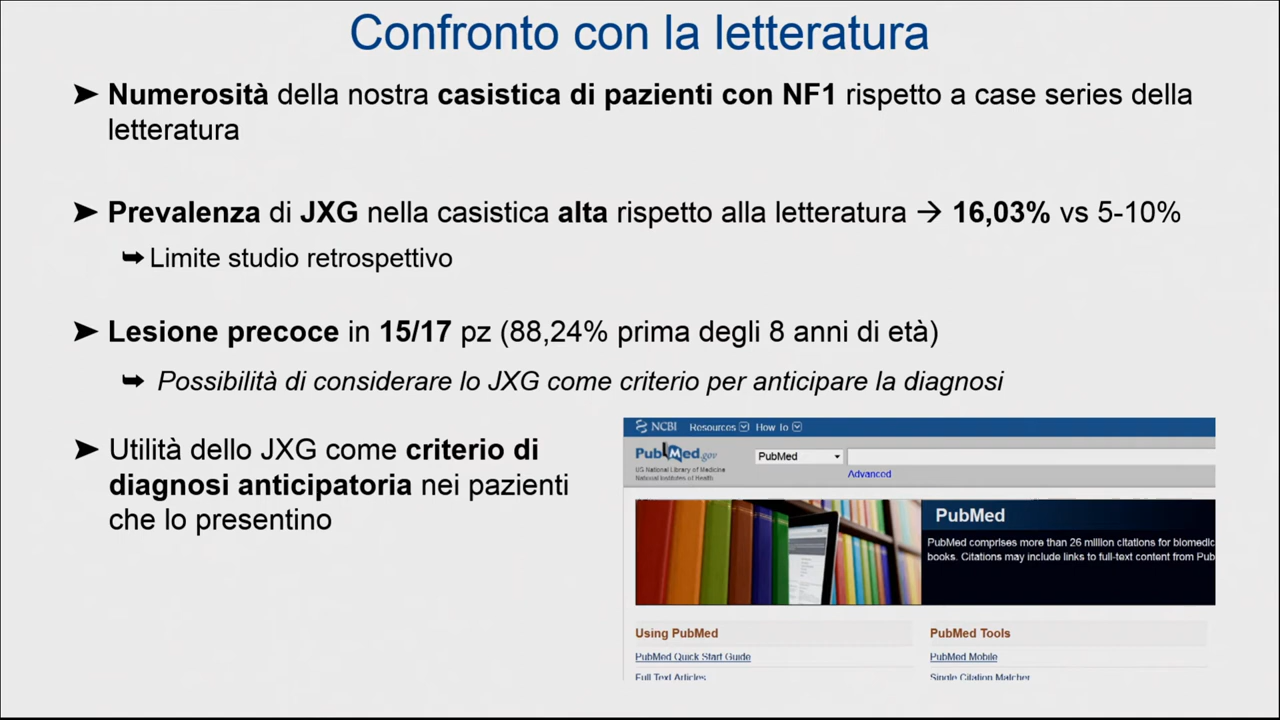 Confronto con la letteratura
➤ Numerosità della nostra casistica di pazienti con NF1 rispetto a case series della
letteratura
➤ Prevalenza di JXG nella casistica alta rispetto alla letteratura → 16,03% vs 5-10%
➥ Limite studio retrospettivo
➤ Lesione precoce in 15/17 pz (88,24% prima degli 8 anni di età)
➥ Possibilità di considerare lo JXG come criterio per anticipare la diagnosi
➤ Utilità dello JXG come criterio di
diagnosi anticipatoria nei pazienti
che lo presentino
NCBI Resources How To
PubMed.gov
US National Library of Medicine
National Institutes of Health
PubMed
Advanced
PubMed
PubMed comprises more than 26 million citations for biomedic
books. Citations may include links to full-text content from Pub
Using PubMed
PubMed Quick Start Guide
Full Text Articles
PubMed Tools
PubMed Mobile
Single Citation Matcher